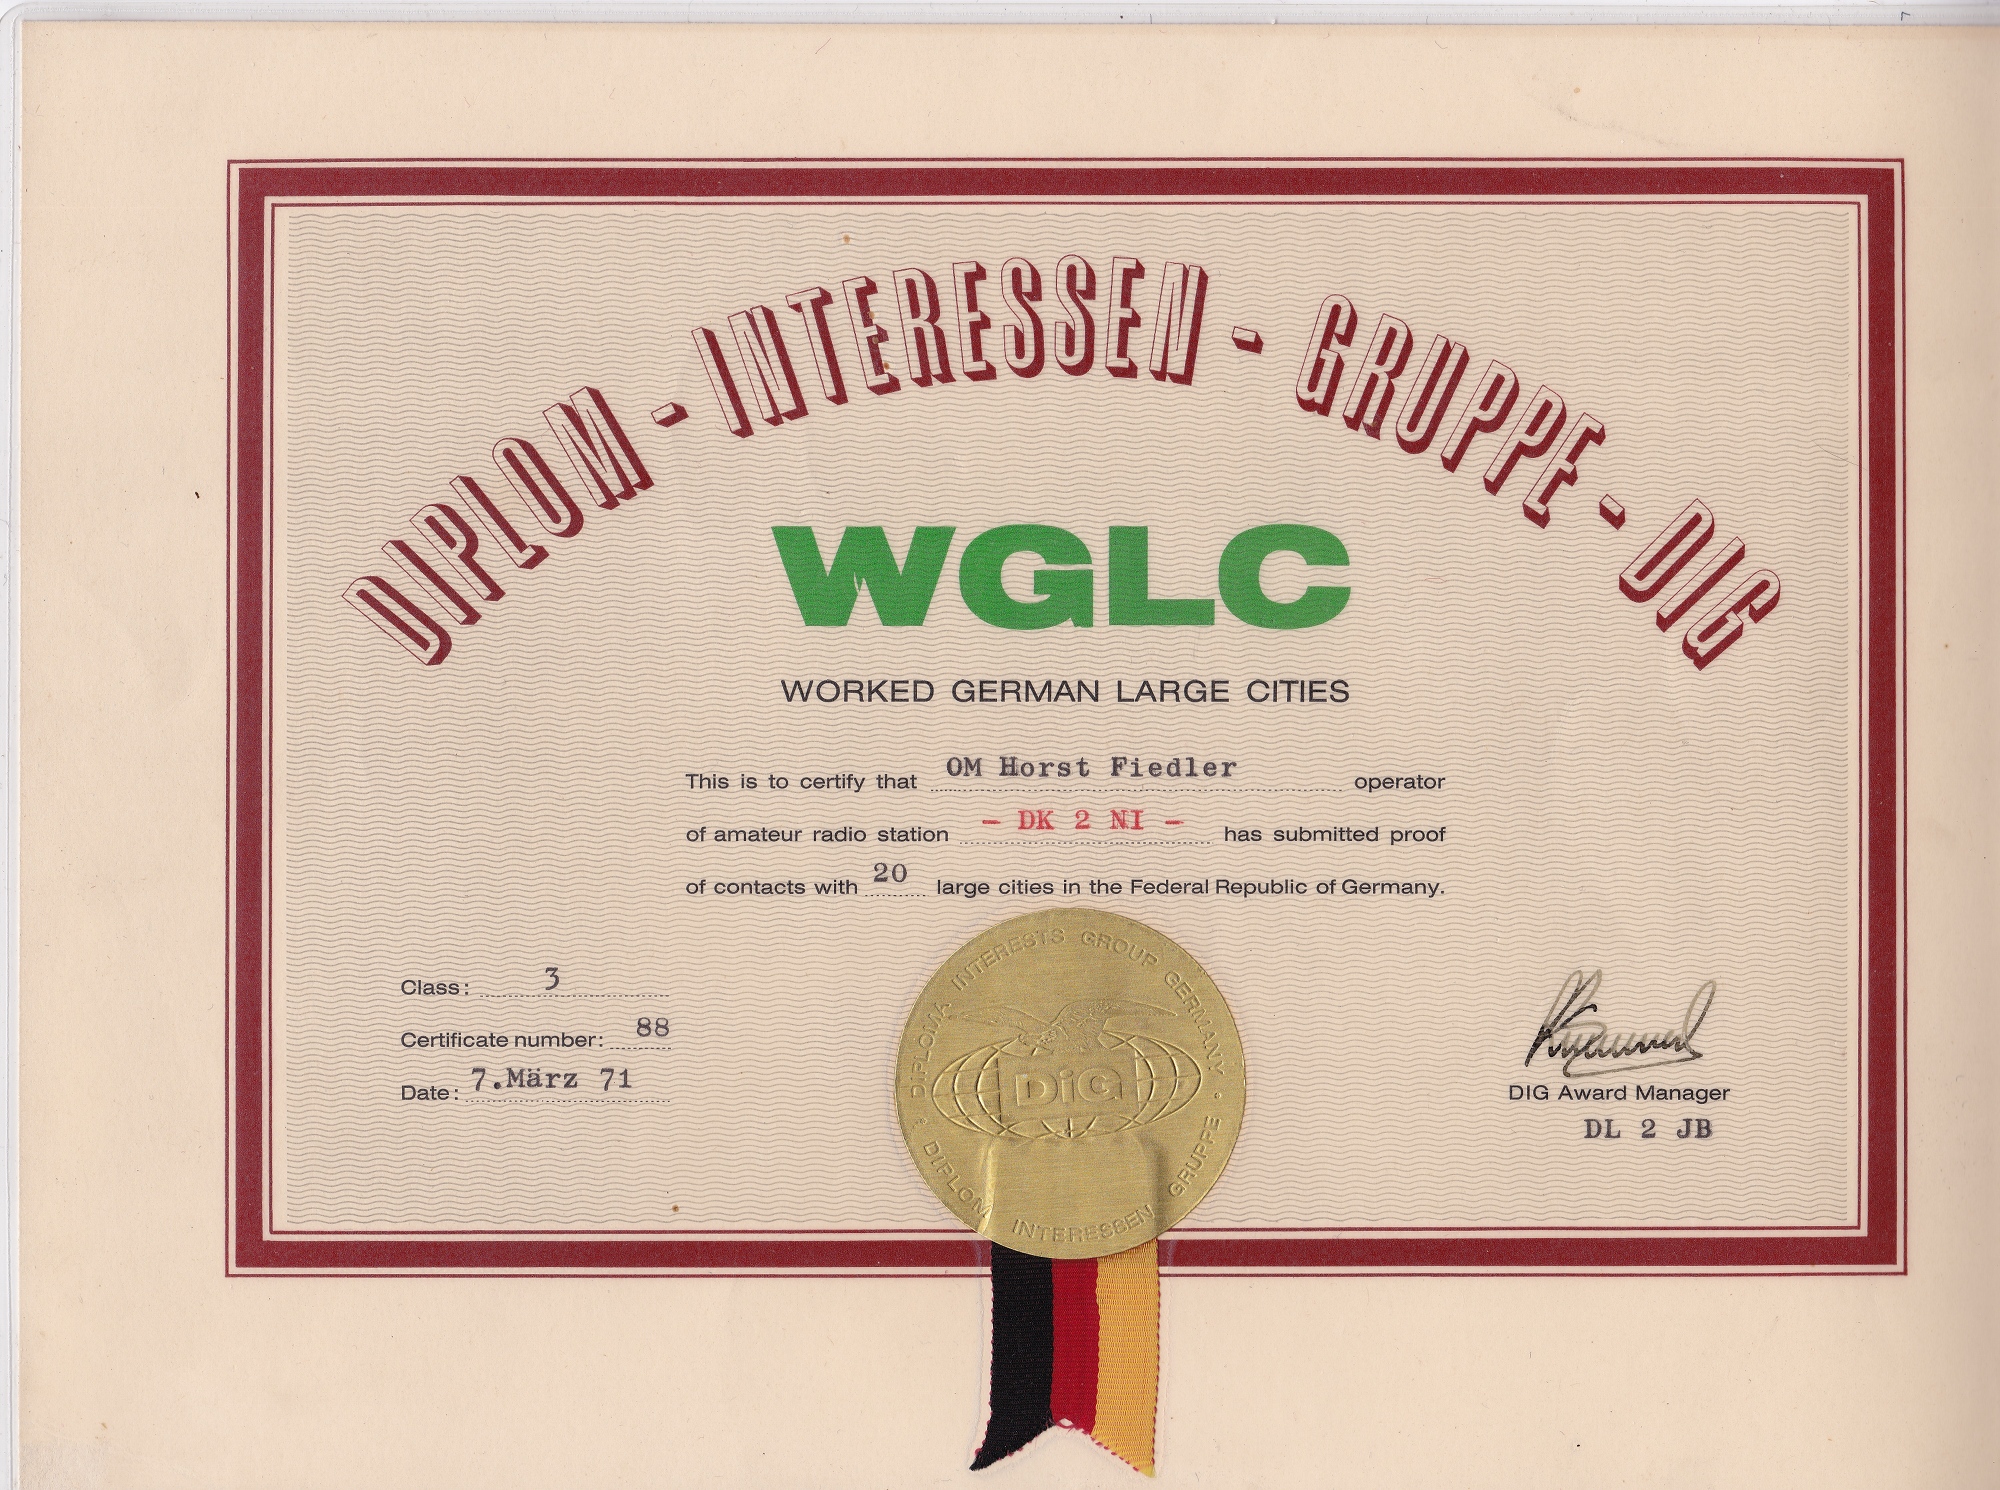 DIPLOM - INTERESSEN - GRUPPE - DIG
WGLC
WORKED GERMAN LARGE CITIES
This is to certify that OM Horst Fiedler operator
of amateur radio station - DK 2 NI - has submitted proof
of contacts with 20 large cities in the Federal Republic of Germany.
Class: 3
Certificate number: 88
Date: 7.März 71
DIPLOMA INTERESTS GROUP GERMANY
DIG
DIPLOM INTERESSEN GRUPPE
DIG Award Manager
DL 2 JB